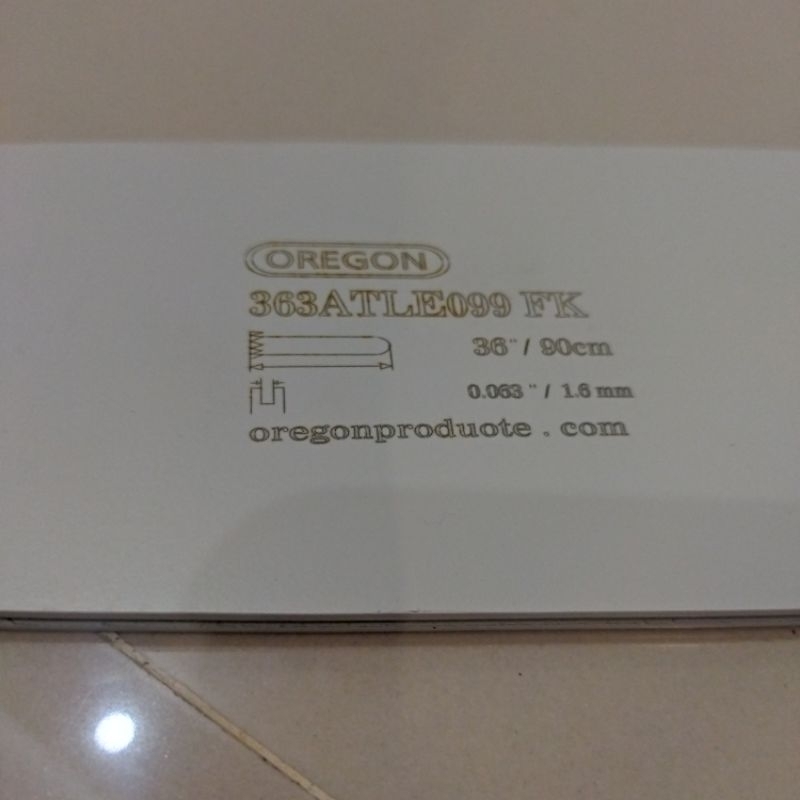 OREGON
363ATLE099 FK
36" / 90cm
0.063 " / 1.6 mm
oregonproduote . com